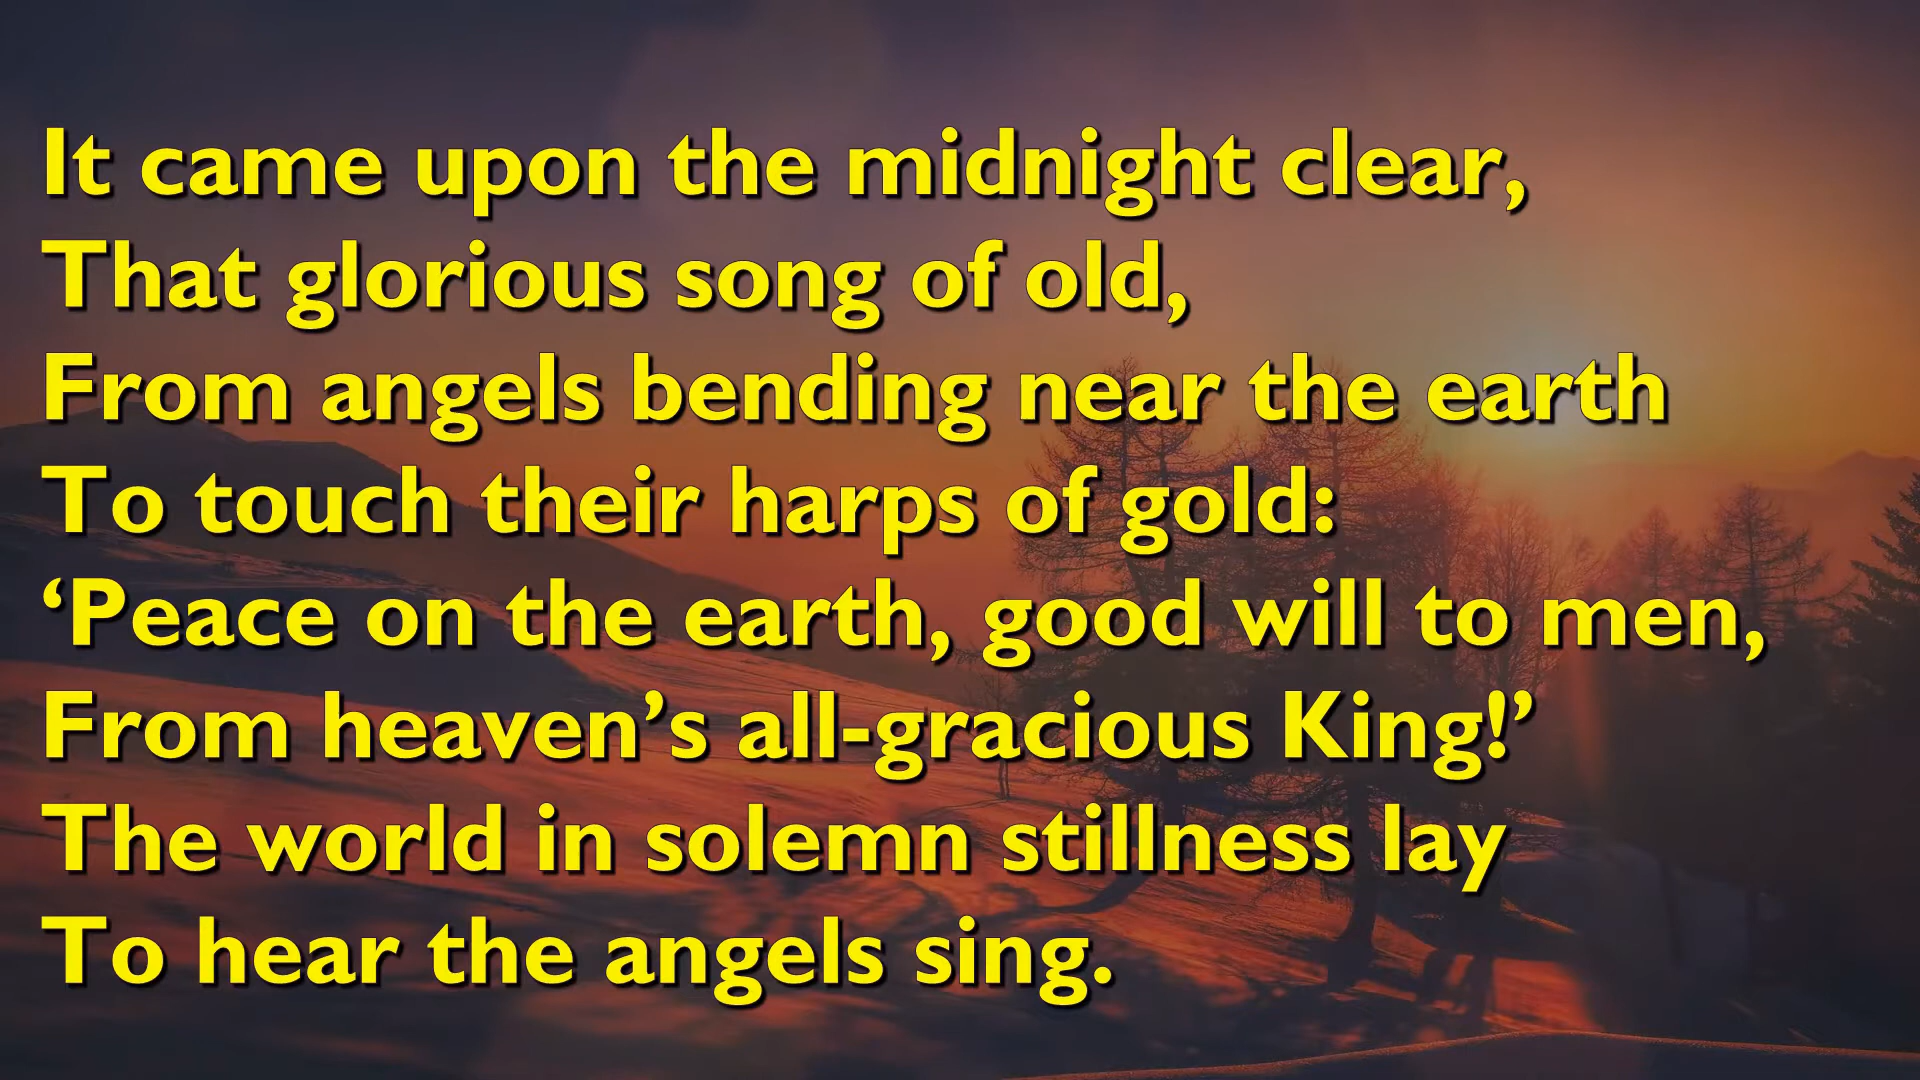 It came upon the midnight clear,
That glorious song of old,
From angels bending near the earth
To touch their harps of gold:
‘Peace on the earth, good will to men,
From heaven’s all-gracious King!’
The world in solemn stillness lay
To hear the angels sing.